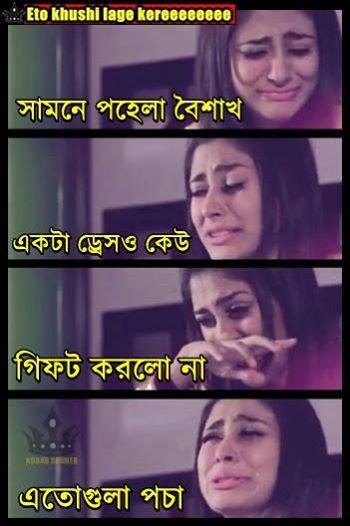 Eto khushi lage kereeeeeeee
সামনে পহেলা বৈশাখ
একটা ড্রেসও কেউ
গিফট করলো না
এতোগুলা পচা